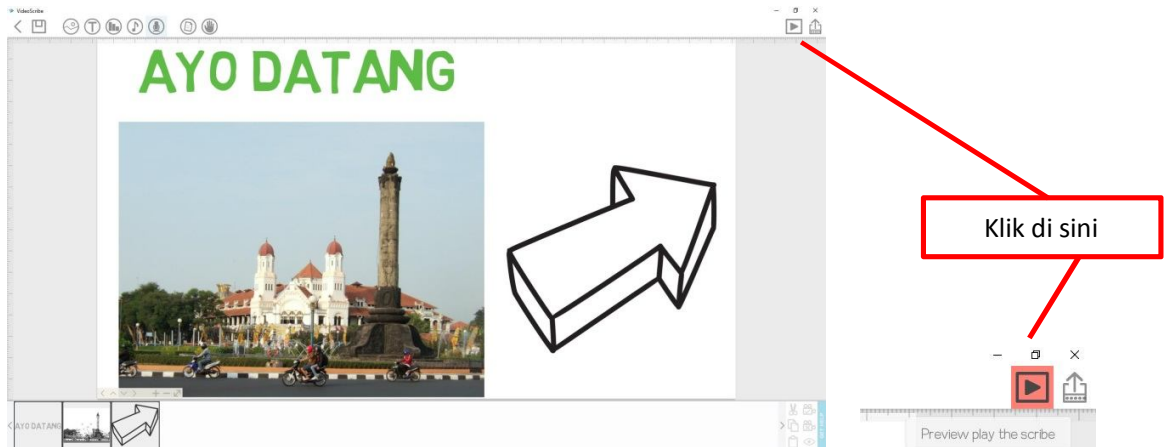 VideoScribe
AYO DATANG
Klik di sini
AYO DATANG
Preview play the scribe